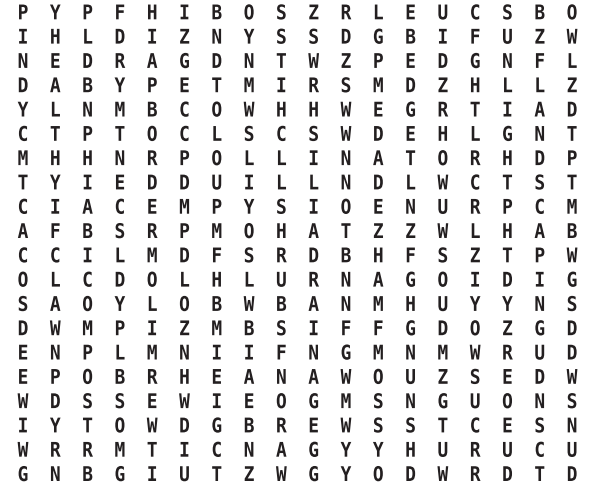 P Y P F H I B O S Z R L E U C S B O
I H L D I Z N Y S S D G B I F U Z W
N E D R A G D N T W Z P E D G N F L
D A B Y P E T M I R S M D Z H L L Z
Y L N M B C O W H H W E G R T I A D
C T P T O C L S C S W D E H L G N T
M H H N R P O L L I N A T O R H D P
T Y I E D D U I L L N D L W C T S T
C I A C E M P Y S I O E N U R P C M
A F B S R P M O H A T Z Z W L H A B
C C I L M D F S R D B H F S Z T P W
O L C D O L H L U R N A G O I D I G
S A O Y L O B W B A N M H U Y Y N S
D W M P I Z M B S I F F G D O Z G D
E N P L M N I I F N G M N M W R U D
E P O B R H E A N A W O U Z S E D W
W D S S E W I E O G M S N G U O N S
I Y T O W D G B R E W S S T C E S N
W R R M T I C N A G Y Y H U R U C U
G N B G I U T Z W G Y O D W R D T D